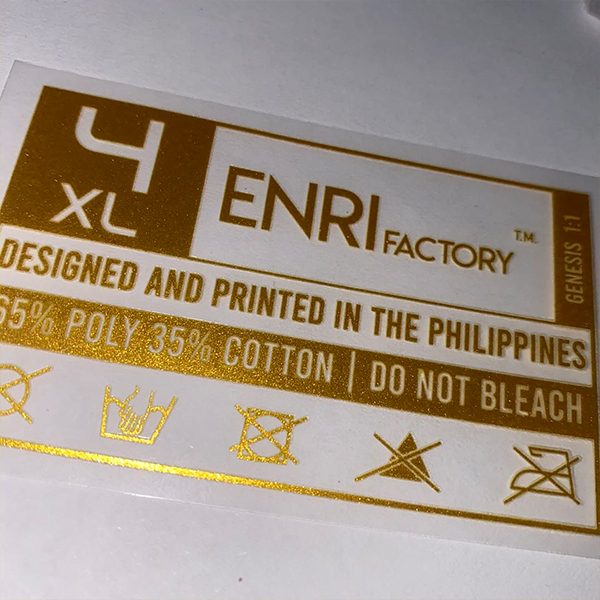 4
XL
ENRI FACTORY T.M.
GENESIS 1:1
DESIGNED AND PRINTED IN THE PHILIPPINES
65% POLY 35% COTTON | DO NOT BLEACH